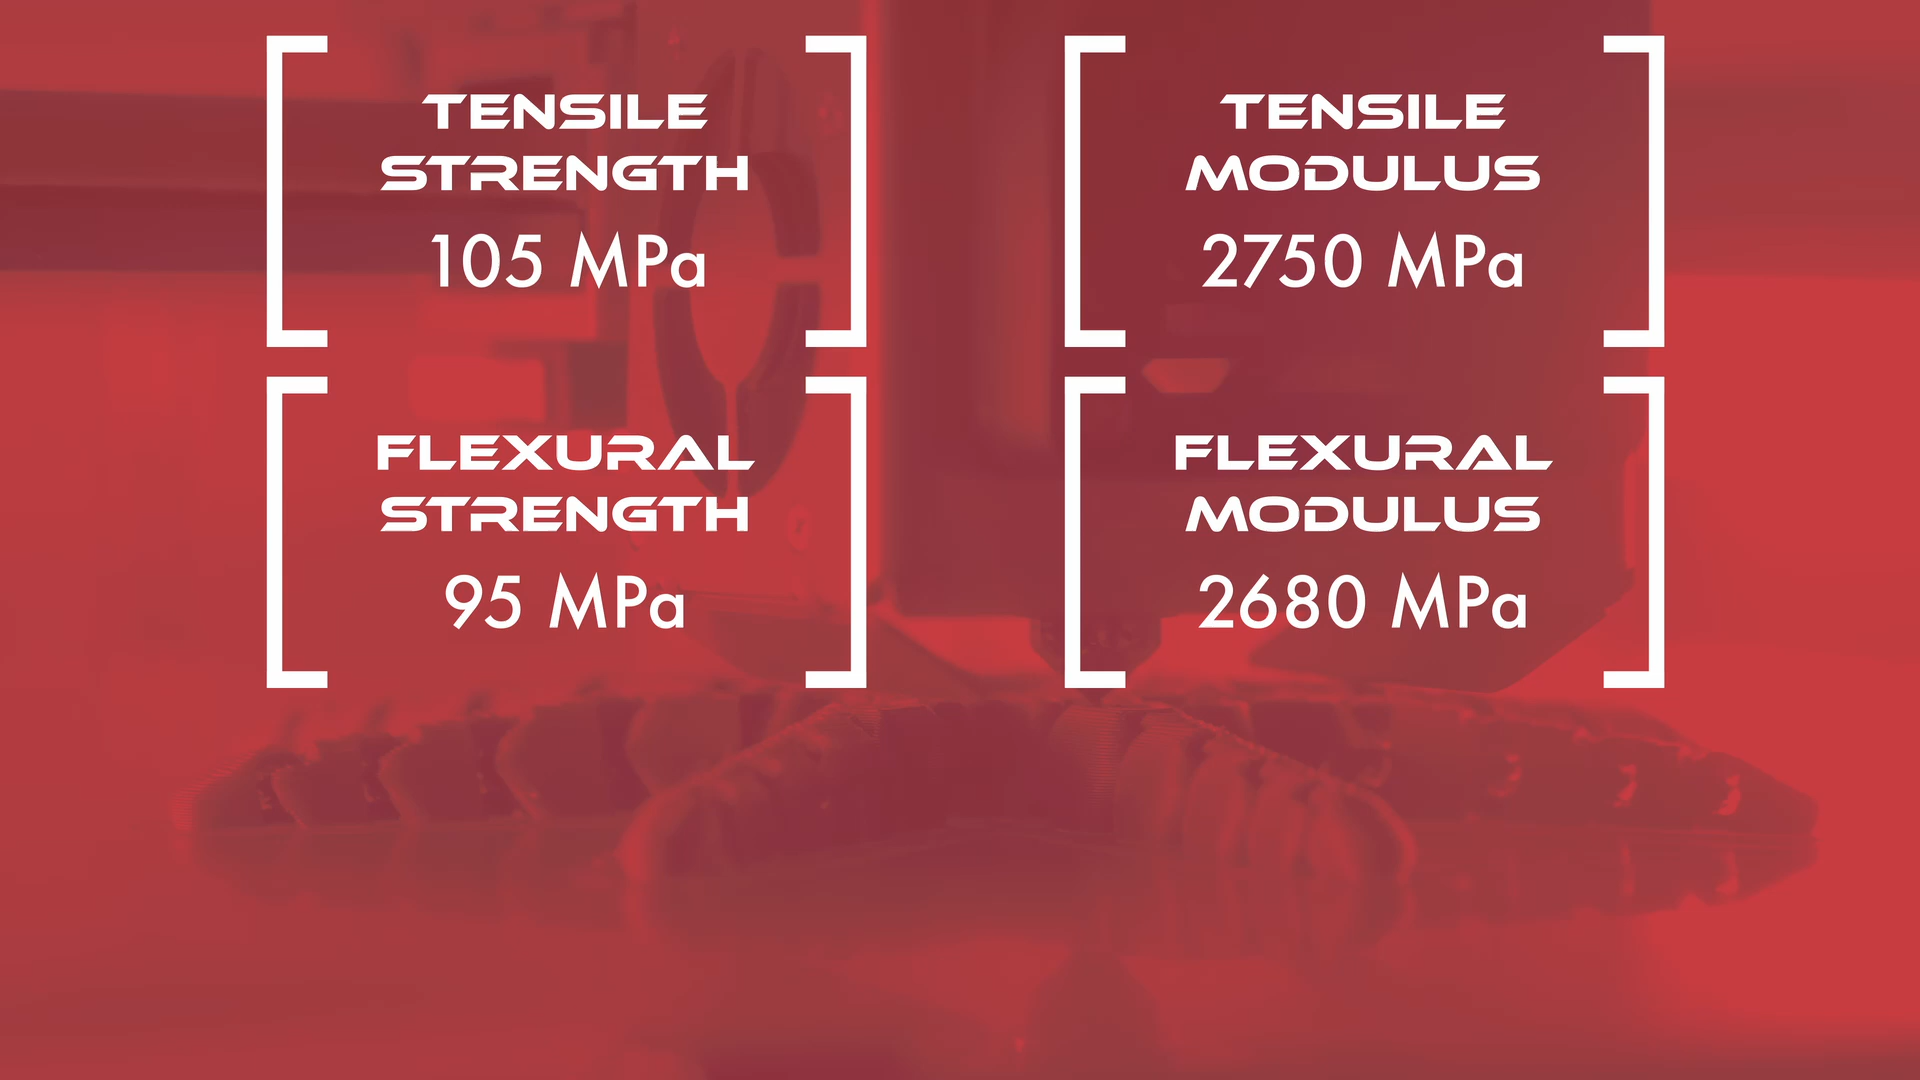 TENSILE
STRENGTH
105 MPa
TENSILE
MODULUS
2750 MPa
FLEXURAL
STRENGTH
95 MPa
FLEXURAL
MODULUS
2680 MPa